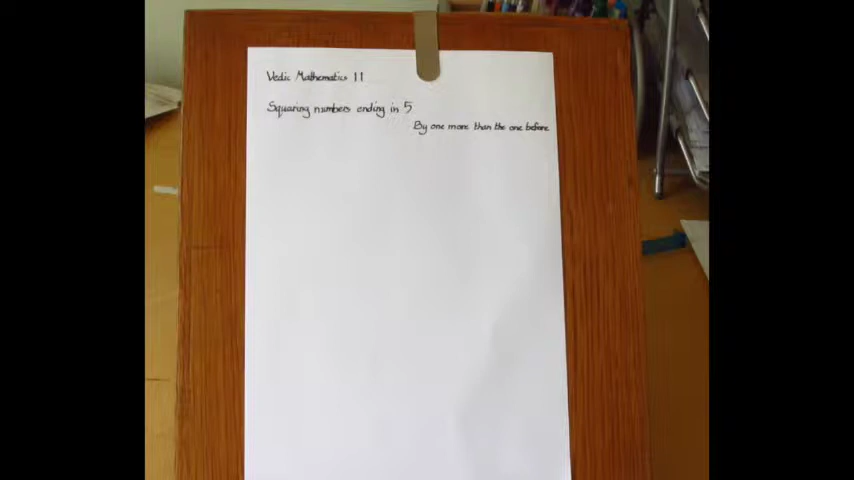 Vedic Mathematics 11
Squaring numbers ending in 5
By one more than the one before